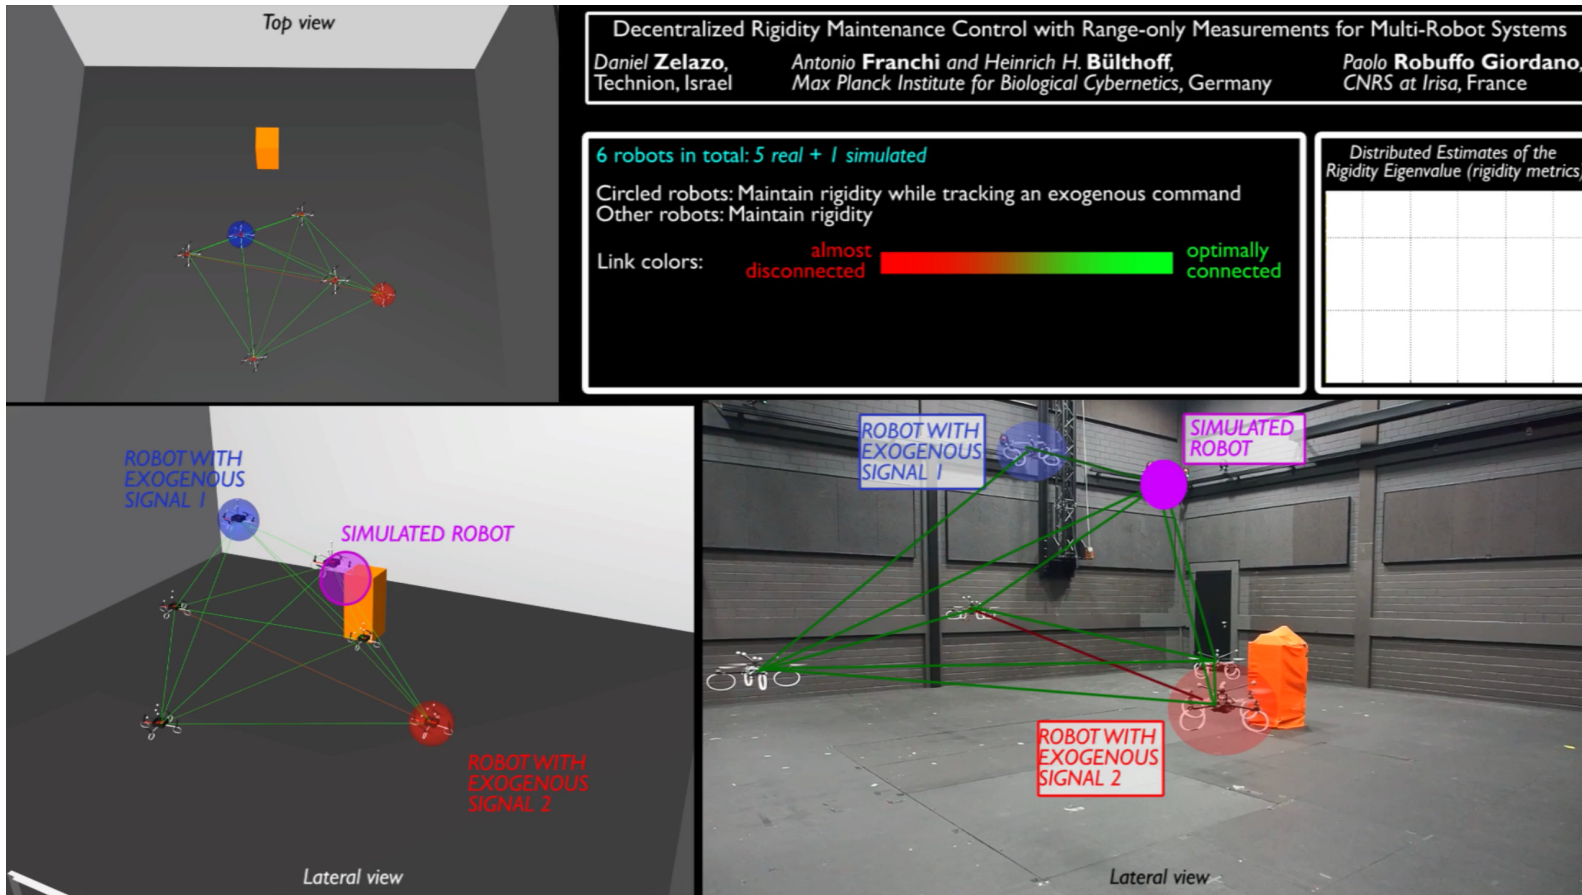 Top view
Decentralized Rigidity Maintenance Control with Range-only Measurements for Multi-Robot Systems
Daniel Zelazo, Antonio Franchi and Heinrich H. Bülthoff, Paolo Robuffo Giordano,
Technion, Israel Max Planck Institute for Biological Cybernetics, Germany CNRS at Irisa, France
6 robots in total: 5 real + 1 simulated
Circled robots: Maintain rigidity while tracking an exogenous command
Other robots: Maintain rigidity
Link colors:
almost
disconnected
optimally
connected
Distributed Estimates of the
Rigidity Eigenvalue (rigidity metrics)
ROBOT WITH
EXOGENOUS
SIGNAL 1
SIMULATED ROBOT
ROBOT WITH
EXOGENOUS
SIGNAL 2
Lateral view
ROBOT WITH
EXOGENOUS
SIGNAL 1
SIMULATED
ROBOT
ROBOT WITH
EXOGENOUS
SIGNAL 2
Lateral view